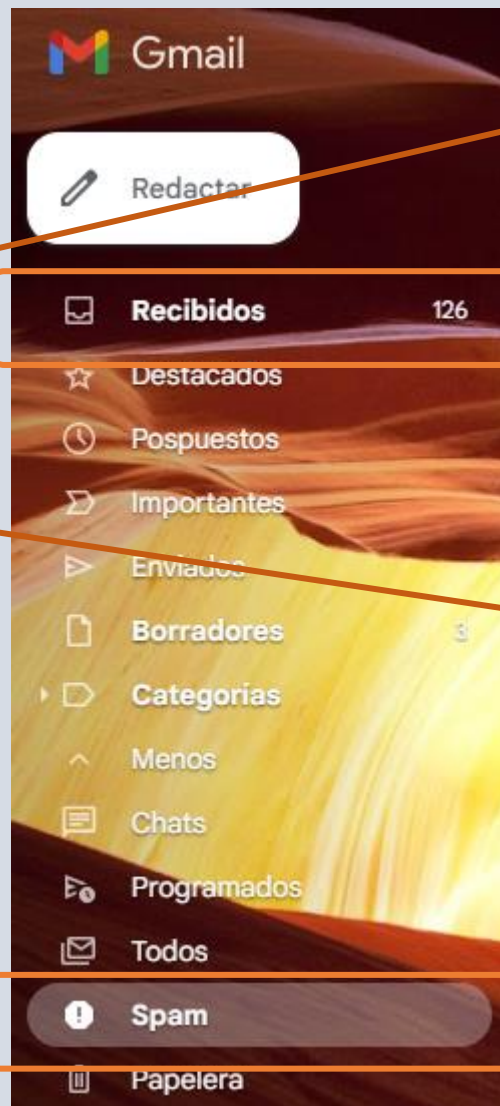 Gmail
Redactar
Recibidos 126
Destacados
Pospuestos
Importantes
Enviados
Borradores 3
Categorías
Menos
Chats
Programados
Todos
Spam
Papelera